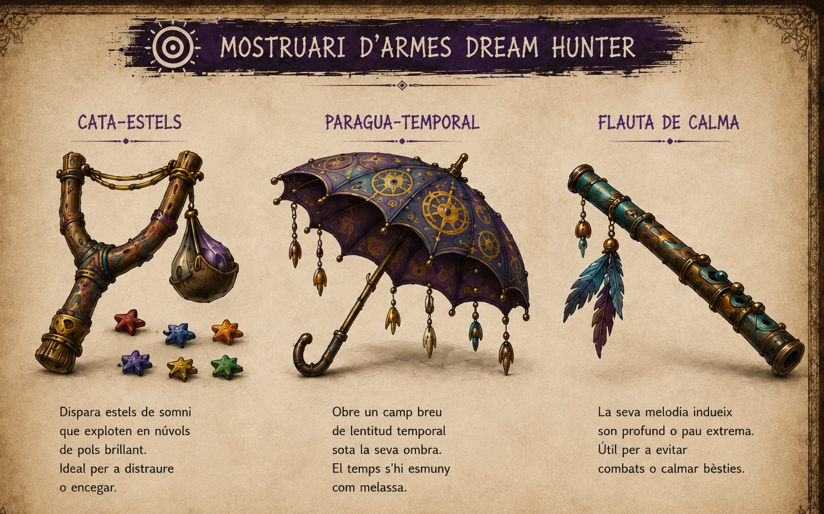 MOSTRUARI D'ARMES DREAM HUNTER
CATA-ESTELS
PARAGUA-TEMPORAL
FLAUTA DE CALMA
Dispara estels de somni
que exploten en núvols
de pols brillant.
Ideal per a distraure
o encegar.
Obre un camp breu
de lentitud temporal
sota la seva ombra.
El temps s'hi esmuny
com melassa.
La seva melodia indueix
son profund o pau extrema.
Útil per a evitar
combats o calmar bèsties.